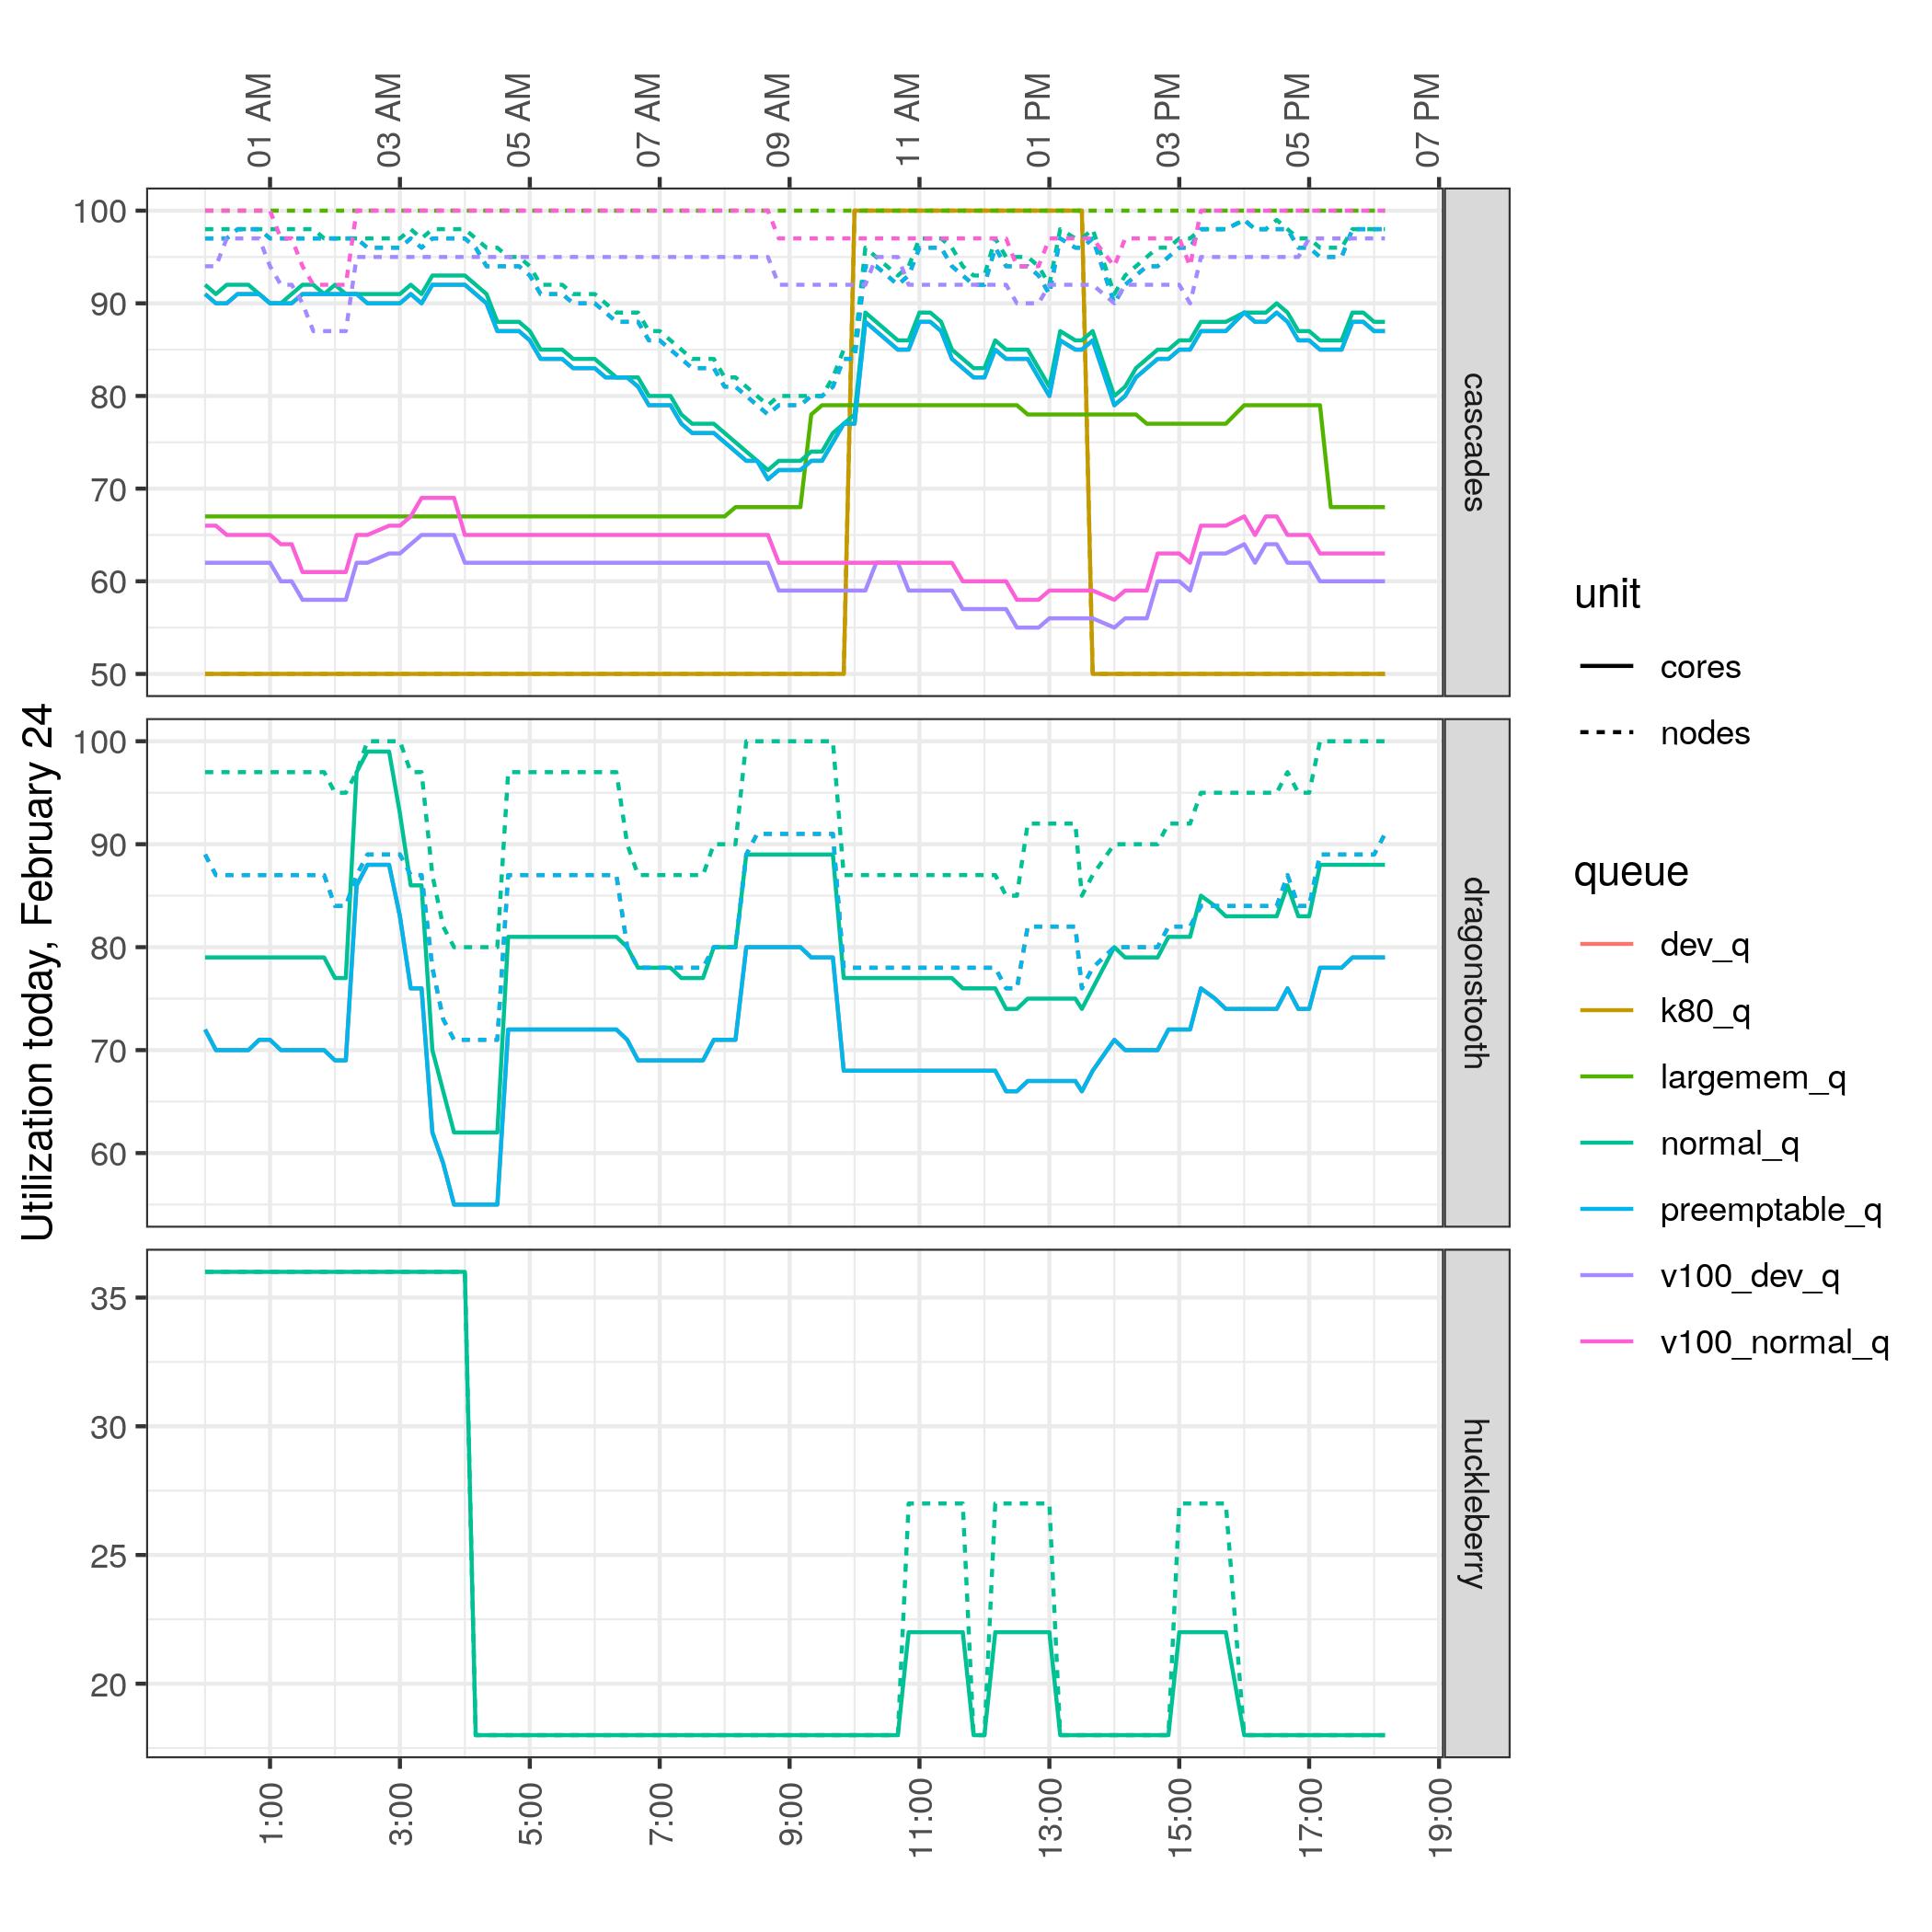 01 AM
03 AM
05 AM
07 AM
09 AM
11 AM
01 PM
03 PM
05 PM
07 PM
Utilization today, February 24
100
90
80
70
60
50
cascades
100
90
80
70
60
dragonstooth
35
30
25
20
huckleberry
1:00
3:00
5:00
7:00
9:00
11:00
13:00
15:00
17:00
19:00
unit
cores
nodes
queue
dev_q
k80_q
largemem_q
normal_q
preemptable_q
v100_dev_q
v100_normal_q